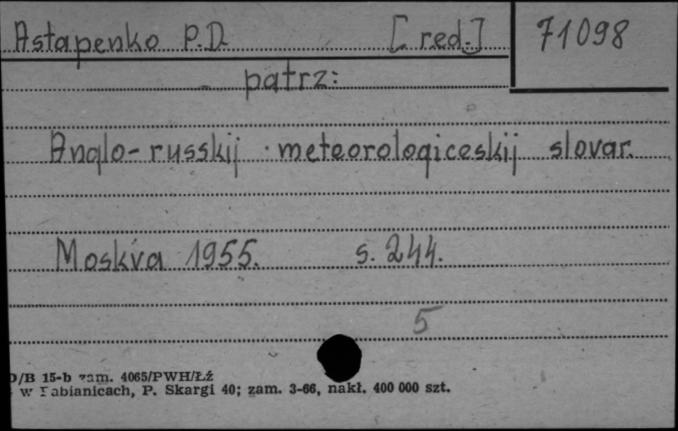 Astapenko P.D. [red.] 71098
patrz:
Anglo-russkij meteorologiceskij slovar.
Moskva 1955. s. 244.
5
D/B 15-b zam. 4065/PWH/Łź
w Pabianicach, P. Skargi 40; zam. 3-66, nakł. 400 000 szt.